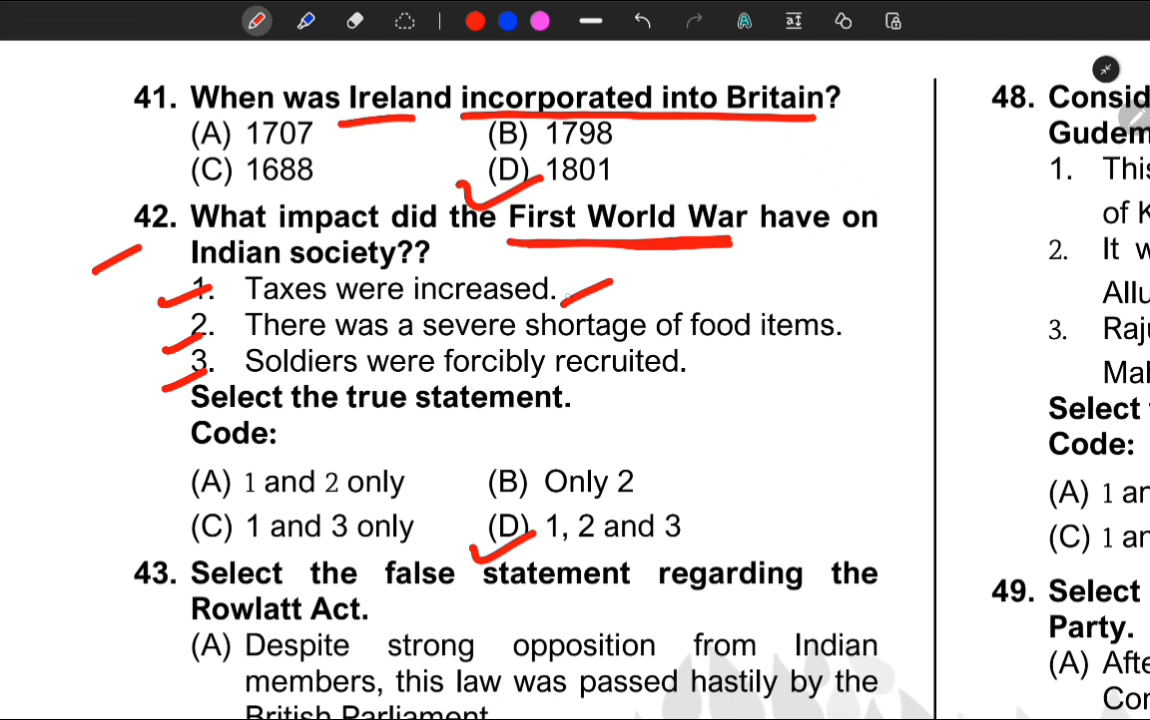 41. When was Ireland incorporated into Britain?
(A) 1707 (B) 1798
(C) 1688 (D) 1801
42. What impact did the First World War have on
Indian society??
1. Taxes were increased.
2. There was a severe shortage of food items.
3. Soldiers were forcibly recruited.
Select the true statement.
Code:
(A) 1 and 2 only (B) Only 2
(C) 1 and 3 only (D) 1, 2 and 3
43. Select the false statement regarding the
Rowlatt Act.
(A) Despite strong opposition from Indian
members, this law was passed hastily by the
British Parliament
48. Consid
Gudem
1. This
of K
2. It w
Allu
3. Raju
Mal
Select
Code:
(A) 1 an
(C) 1 an
49. Select
Party.
(A) Afte
Con